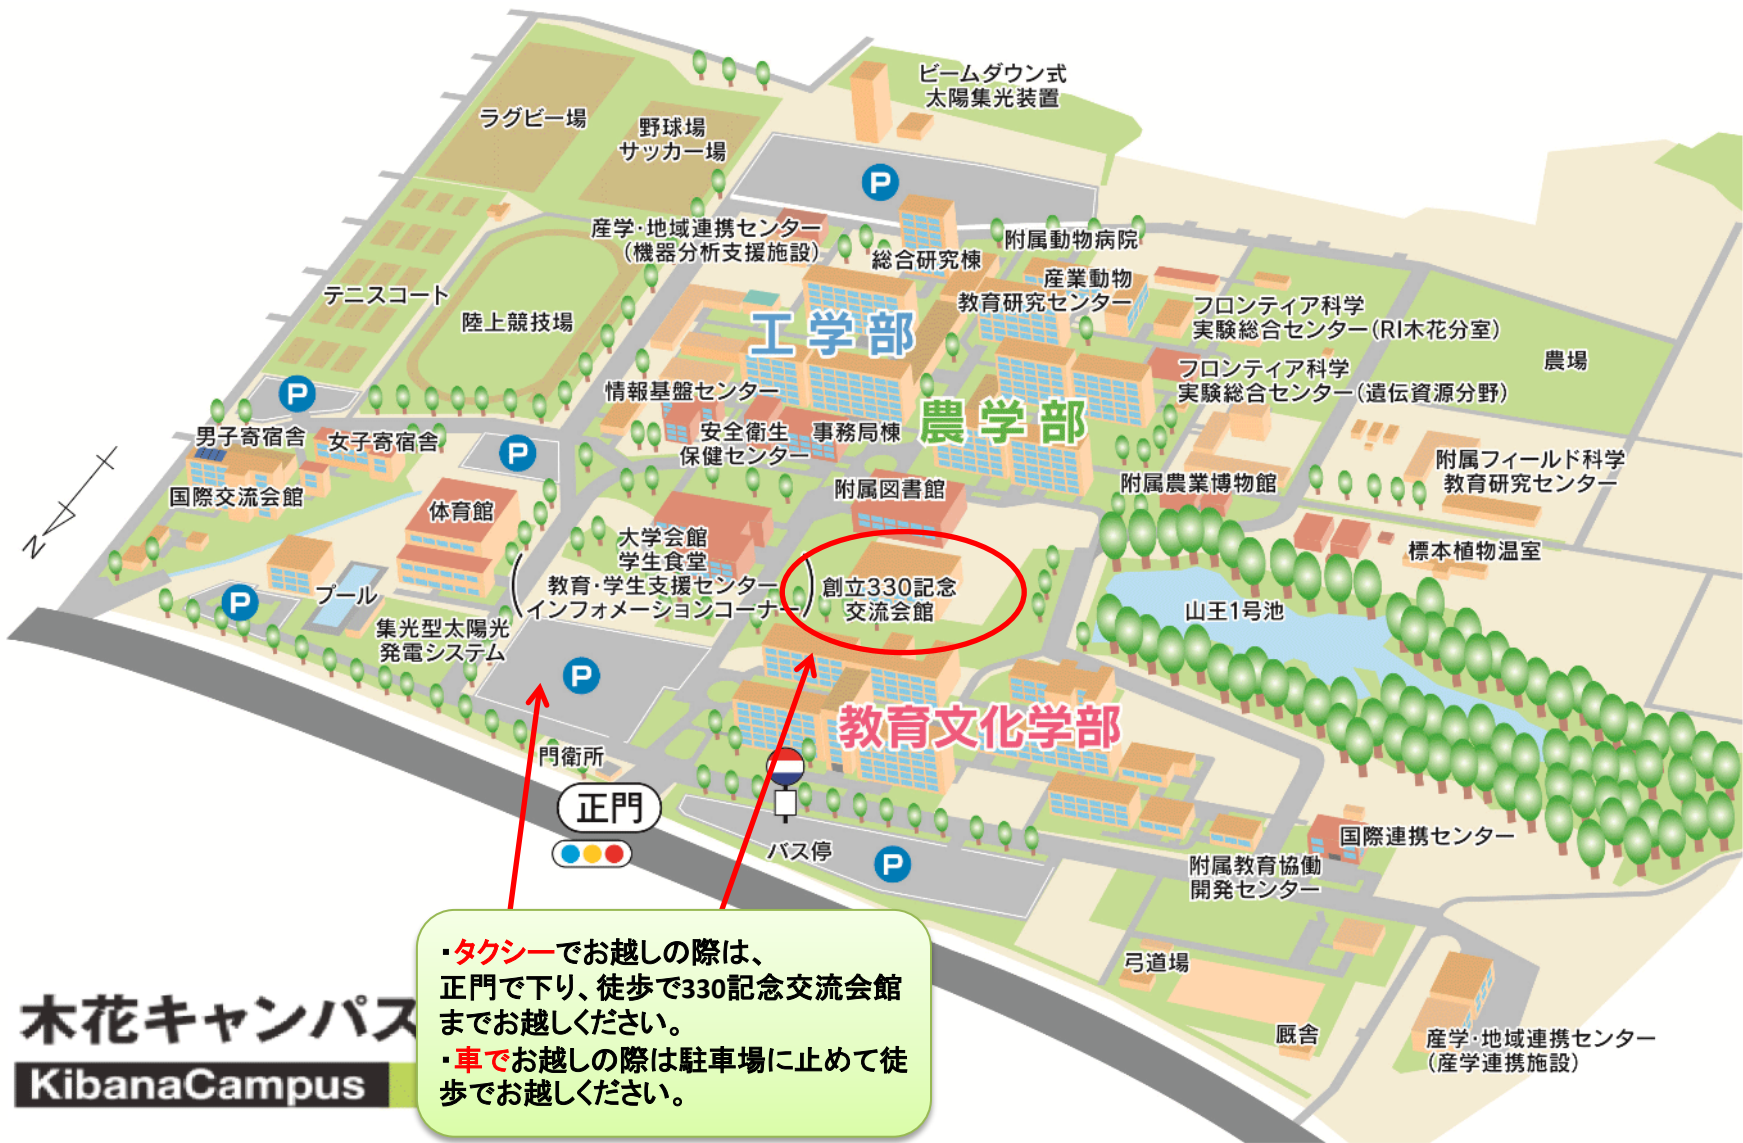 ビームダウン式
太陽集光装置
ラグビー場
野球場
サッカー場
P
産学・地域連携センター
(機器分析支援施設)
総合研究棟
附属動物病院
産業動物
教育研究センター
テニスコート
陸上競技場
工学部
フロンティア科学
実験総合センター(RI木花分室)
農場
フロンティア科学
実験総合センター(遺伝資源分野)
P
情報基盤センター
農学部
男子寄宿舎
女子寄宿舎
P
安全衛生
保健センター
事務局棟
附属フィールド科学
教育研究センター
国際交流会館
体育館
附属図書館
附属農業博物館
N
大学会館
学生食堂
教育・学生支援センター
インフォメーションコーナー
標本植物温室
プール
P
創立330記念
交流会館
山王1号池
集光型太陽光
発電システム
P
教育文化学部
門衛所
正門
バス停
P
国際連携センター
附属教育協働
開発センター
弓道場
厩舎
産学・地域連携センター
(産学連携施設)
・タクシーでお越しの際は、
正門で下り、徒歩で330記念交流会館
までお越しください。
・車でお越しの際は駐車場に止めて徒
歩でお越しください。
木花キャンパス
KibanaCampus